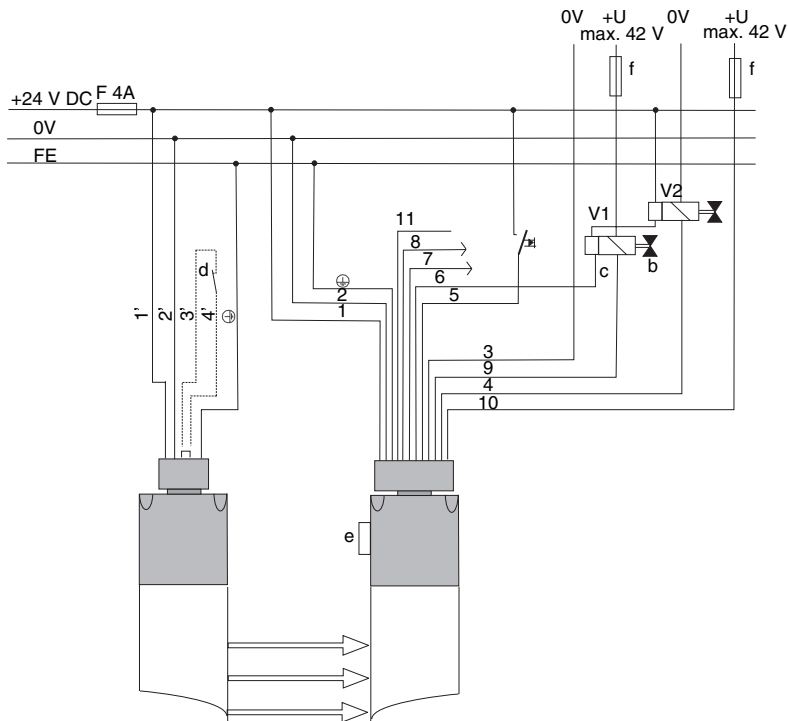 0V
+U
max. 42 V
0V
+U
max. 42 V
f
f
+24 V DC
F 4A
0V
FE
V2
V1
11
8
7
6
5
c
b
d
2
1
1'
2'
3'
4'
3
9
4
10
e